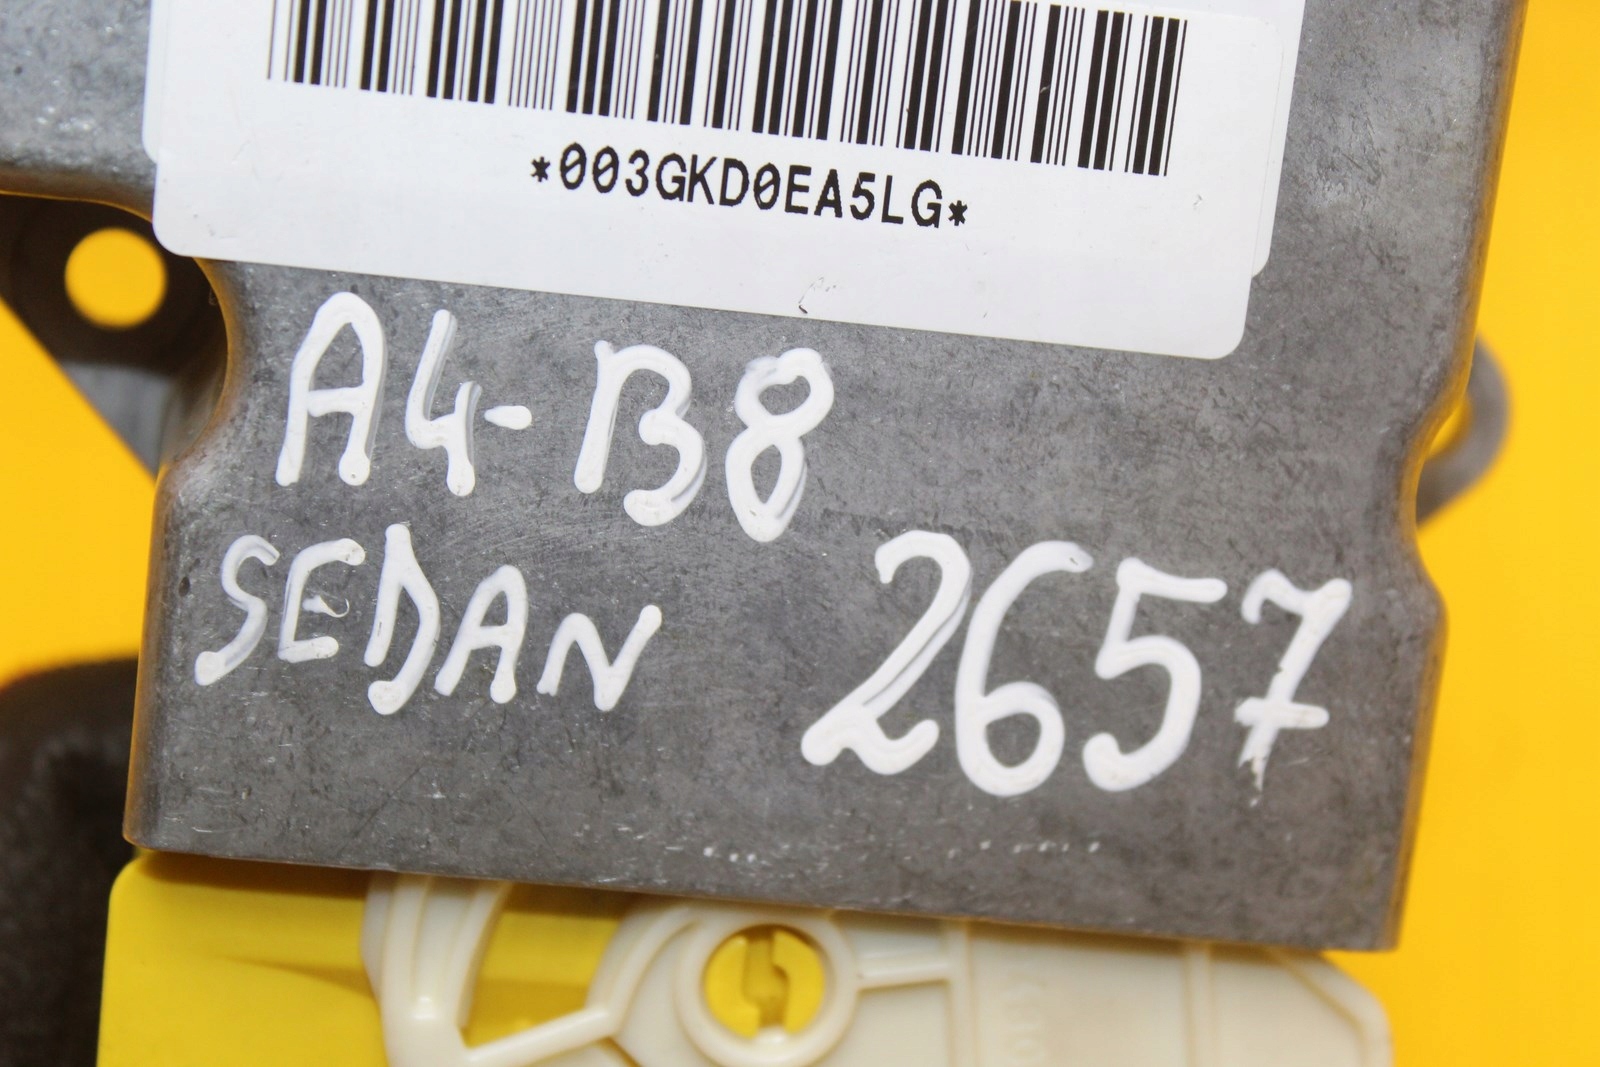 *003GKD0EA5LG*
A4-B8
SEDAN 2657